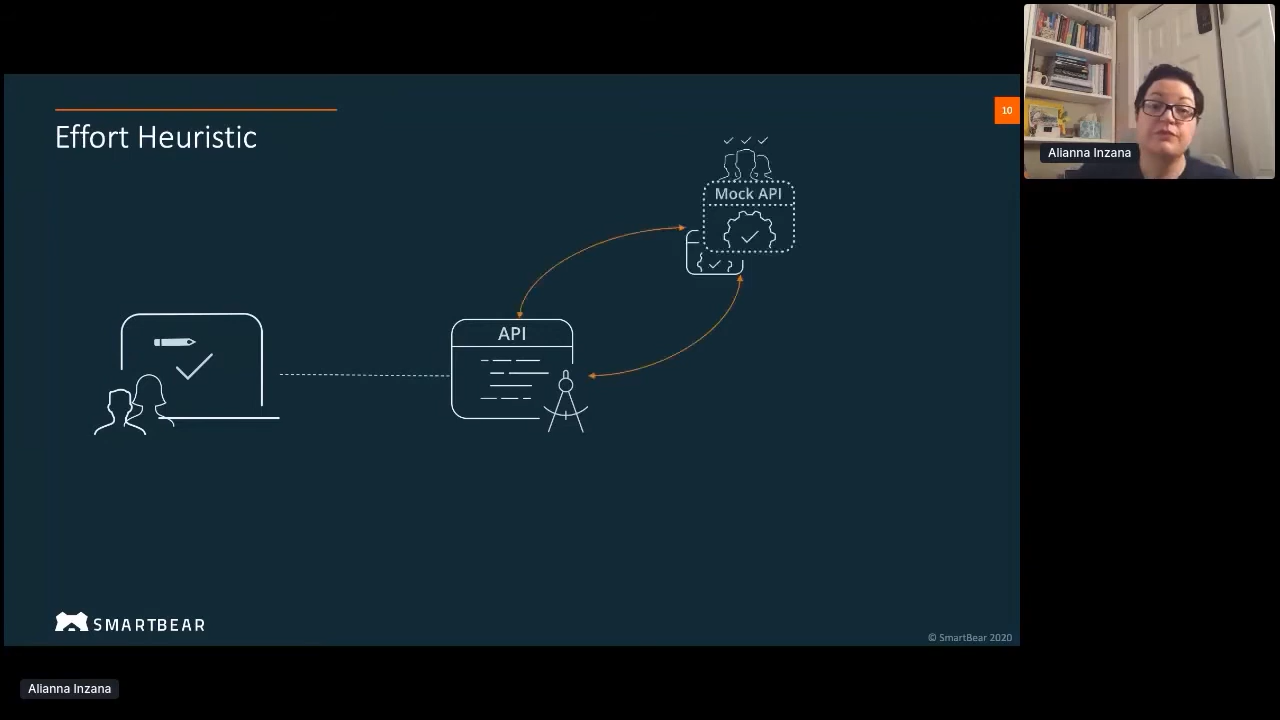 Effort Heuristic
10
Mock API
API
SMARTBEAR
© SmartBear 2020
Alianna Inzana
Alianna Inzana